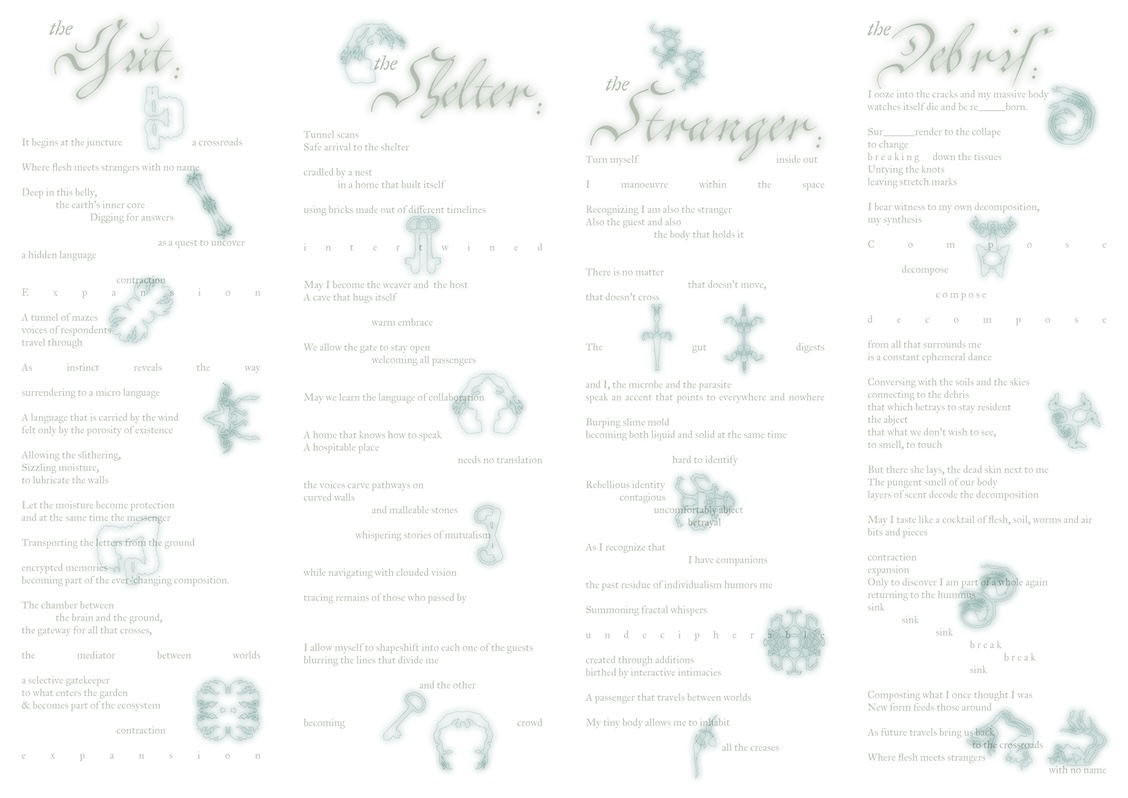 the
Gut:
It begins at the juncture a crossroads
Where flesh meets strangers with no name
Deep in this belly,
the earth's inner core
Digging for answers
as a quest to uncover
a hidden language
contraction
E x p a n s i o n
A tunnel of mazes
voices of respondents
travel through
As instinct reveals the way
surrendering to a micro language
A language that is carried by the wind
felt only by the porosity of existence
Allowing the slithering,
Sizzling moisture,
to lubricate the walls
Let the moisture become protection
and at the same time the messenger
Transporting the letters from the ground
encrypted memories
becoming part of the ever-changing composition.
The chamber between
the brain and the ground,
the gateway for all that crosses,
the mediator between worlds
a selective gatekeeper
to what enters the garden
& becomes part of the ecosystem
contraction
e x p a n s i o n
the
Shelter:
Tunnel scans
Safe arrival to the shelter
cradled by a nest
in a home that built itself
using bricks made out of different timelines
i n t e r t w i n e d
May I become the weaver and the host
A cave that hugs itself
warm embrace
We allow the gate to stay open
welcoming all passengers
May we learn the language of collaboration
A home that knows how to speak
A hospitable place
needs no translation
the voices carve pathways on
curved walls
and malleable stones
whispering stories of mutualism
while navigating with clouded vision
tracing remains of those who passed by
I allow myself to shapeshift into each one of the guests
blurring the lines that divide me
and the other
becoming crowd
the
Stranger:
Turn myself inside out
I manoeuvre within the space
Recognizing I am also the stranger
Also the guest and also
the body that holds it
There is no matter
that doesn't move,
that doesn't cross
The gut digests
and I, the microbe and the parasite
speak an accent that points to everywhere and nowhere
Burping slime mold
becoming both liquid and solid at the same time
hard to identify
Rebellious identity
contagious
uncomfortably abject
betrayal
As I recognize that
I have companions
the past residue of individualism humors me
Summoning fractal whispers
u n d e c i p h e r a b l e
created through additions
birthed by interactive intimacies
A passenger that travels between worlds
My tiny body allows me to inhabit
all the creases
the
Debris:
I ooze into the cracks and my massive body
watches itself die and be re_____born.
Sur______render to the collape
to change
b r e a k i n g down the tissues
Untying the knots
leaving stretch marks
I bear witness to my own decomposition,
my synthesis
C o m p o s e
decompose
c o m p o s e
d e c o m p o s e
from all that surrounds me
is a constant ephemeral dance
Conversing with the soils and the skies
connecting to the debris
that which betrays to stay resident
the abject
that what we don't wish to see,
to smell, to touch
But there she lays, the dead skin next to me
The pungent smell of our body
layers of scent decode the decomposition
May I taste like a cocktail of flesh, soil, worms and air
bits and pieces
contraction
expansion
Only to discover I am part of a whole again
returning to the hummus
sink
sink
sink
b r e a k
b r e a k
sink
Composting what I once thought I was
New form feeds those around
As future travels bring us back
to the crossroads
Where flesh meets strangers
with no name